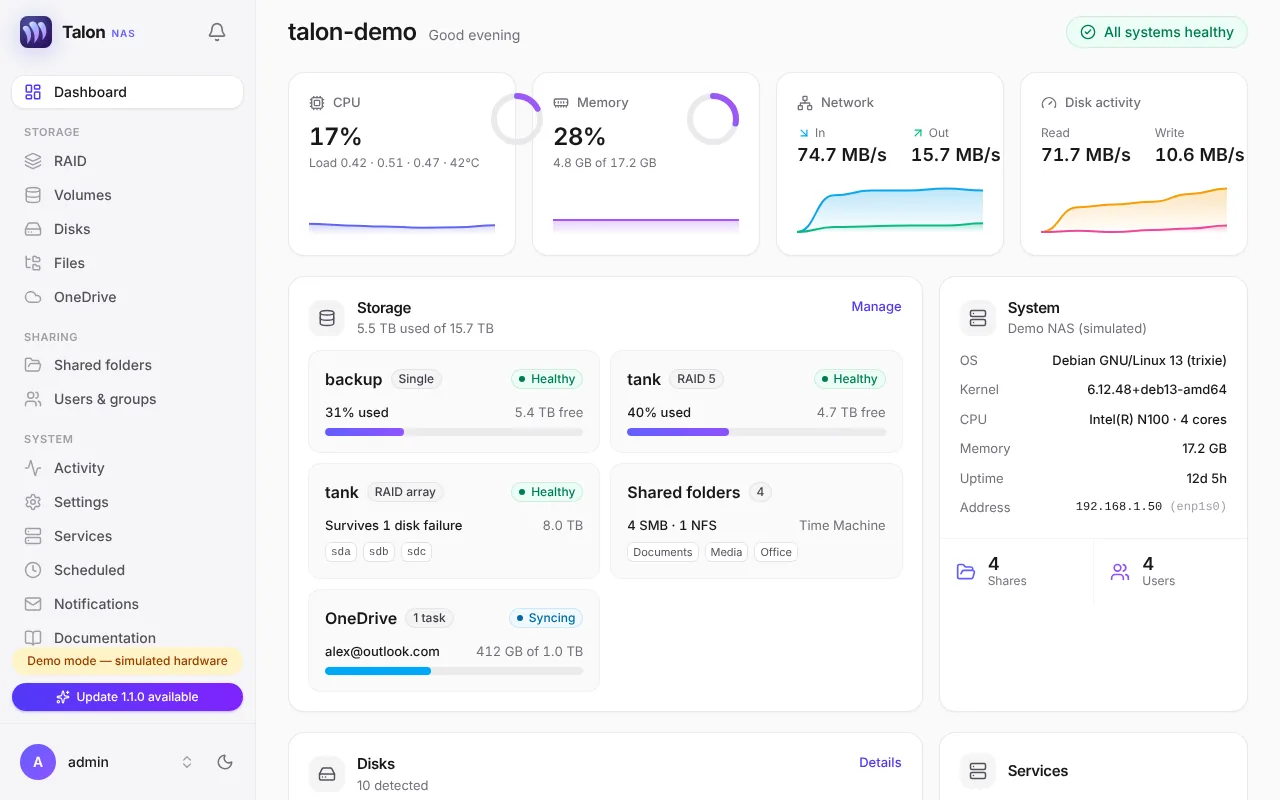 Talon NAS
Dashboard
STORAGE
RAID
Volumes
Disks
Files
OneDrive
SHARING
Shared folders
Users & groups
SYSTEM
Activity
Settings
Services
Scheduled
Notifications
Documentation
Demo mode — simulated hardware
Update 1.1.0 available
A admin
talon-demo Good evening
All systems healthy
CPU
17%
Load 0.42 · 0.51 · 0.47 · 42°C
Memory
28%
4.8 GB of 17.2 GB
Network
In Out
74.7 MB/s 15.7 MB/s
Disk activity
Read Write
71.7 MB/s 10.6 MB/s
Storage
5.5 TB used of 15.7 TB
Manage
backup Single Healthy
31% used 5.4 TB free
tank RAID 5 Healthy
40% used 4.7 TB free
tank RAID array Healthy
Survives 1 disk failure 8.0 TB
sda sdb sdc
Shared folders 4
4 SMB · 1 NFS Time Machine
Documents Media Office
OneDrive 1 task Syncing
alex@outlook.com 412 GB of 1.0 TB
System
Demo NAS (simulated)
OS Debian GNU/Linux 13 (trixie)
Kernel 6.12.48+deb13-amd64
CPU Intel(R) N100 · 4 cores
Memory 17.2 GB
Uptime 12d 5h
Address 192.168.1.50 (enp1s0)
4 Shares
4 Users
Disks
10 detected
Details
Services